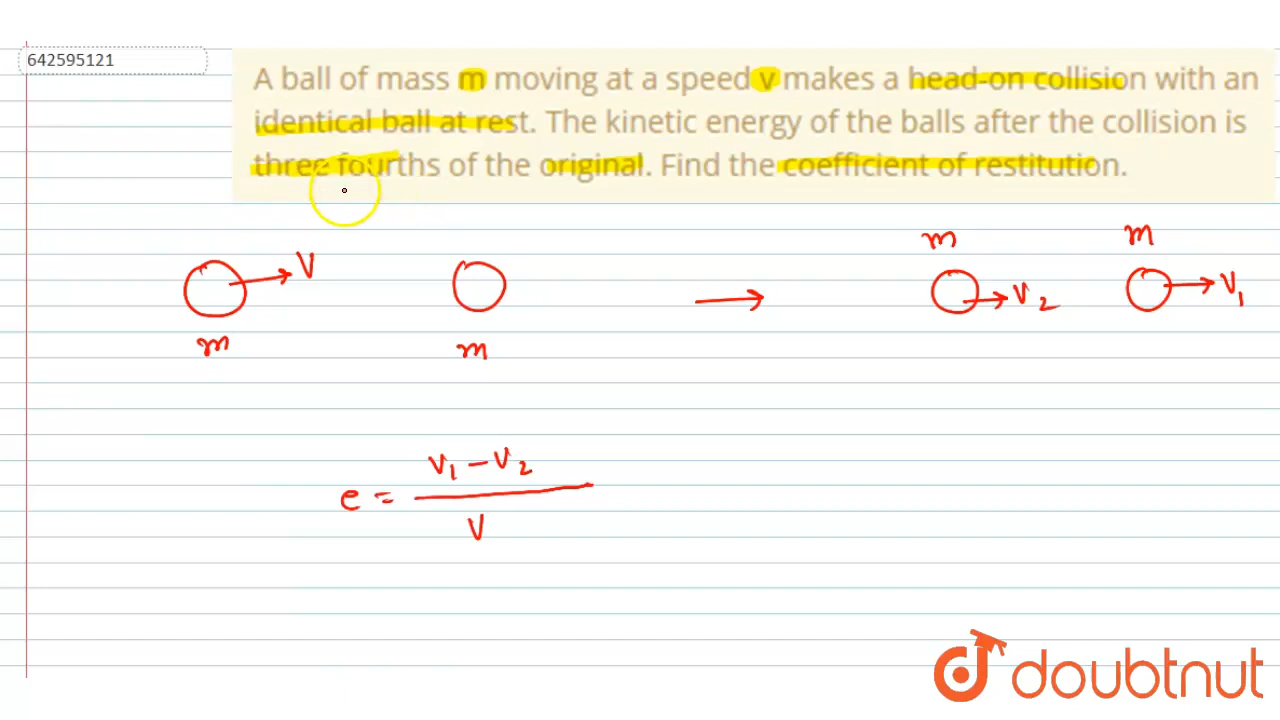 642595121
A ball of mass m moving at a speed v makes a head-on collision with an
identical ball at rest. The kinetic energy of the balls after the collision is
three fourths of the original. Find the coefficient of restitution.
m m
V V2 V1
m m
e = V1 - V2
V
doubtnut